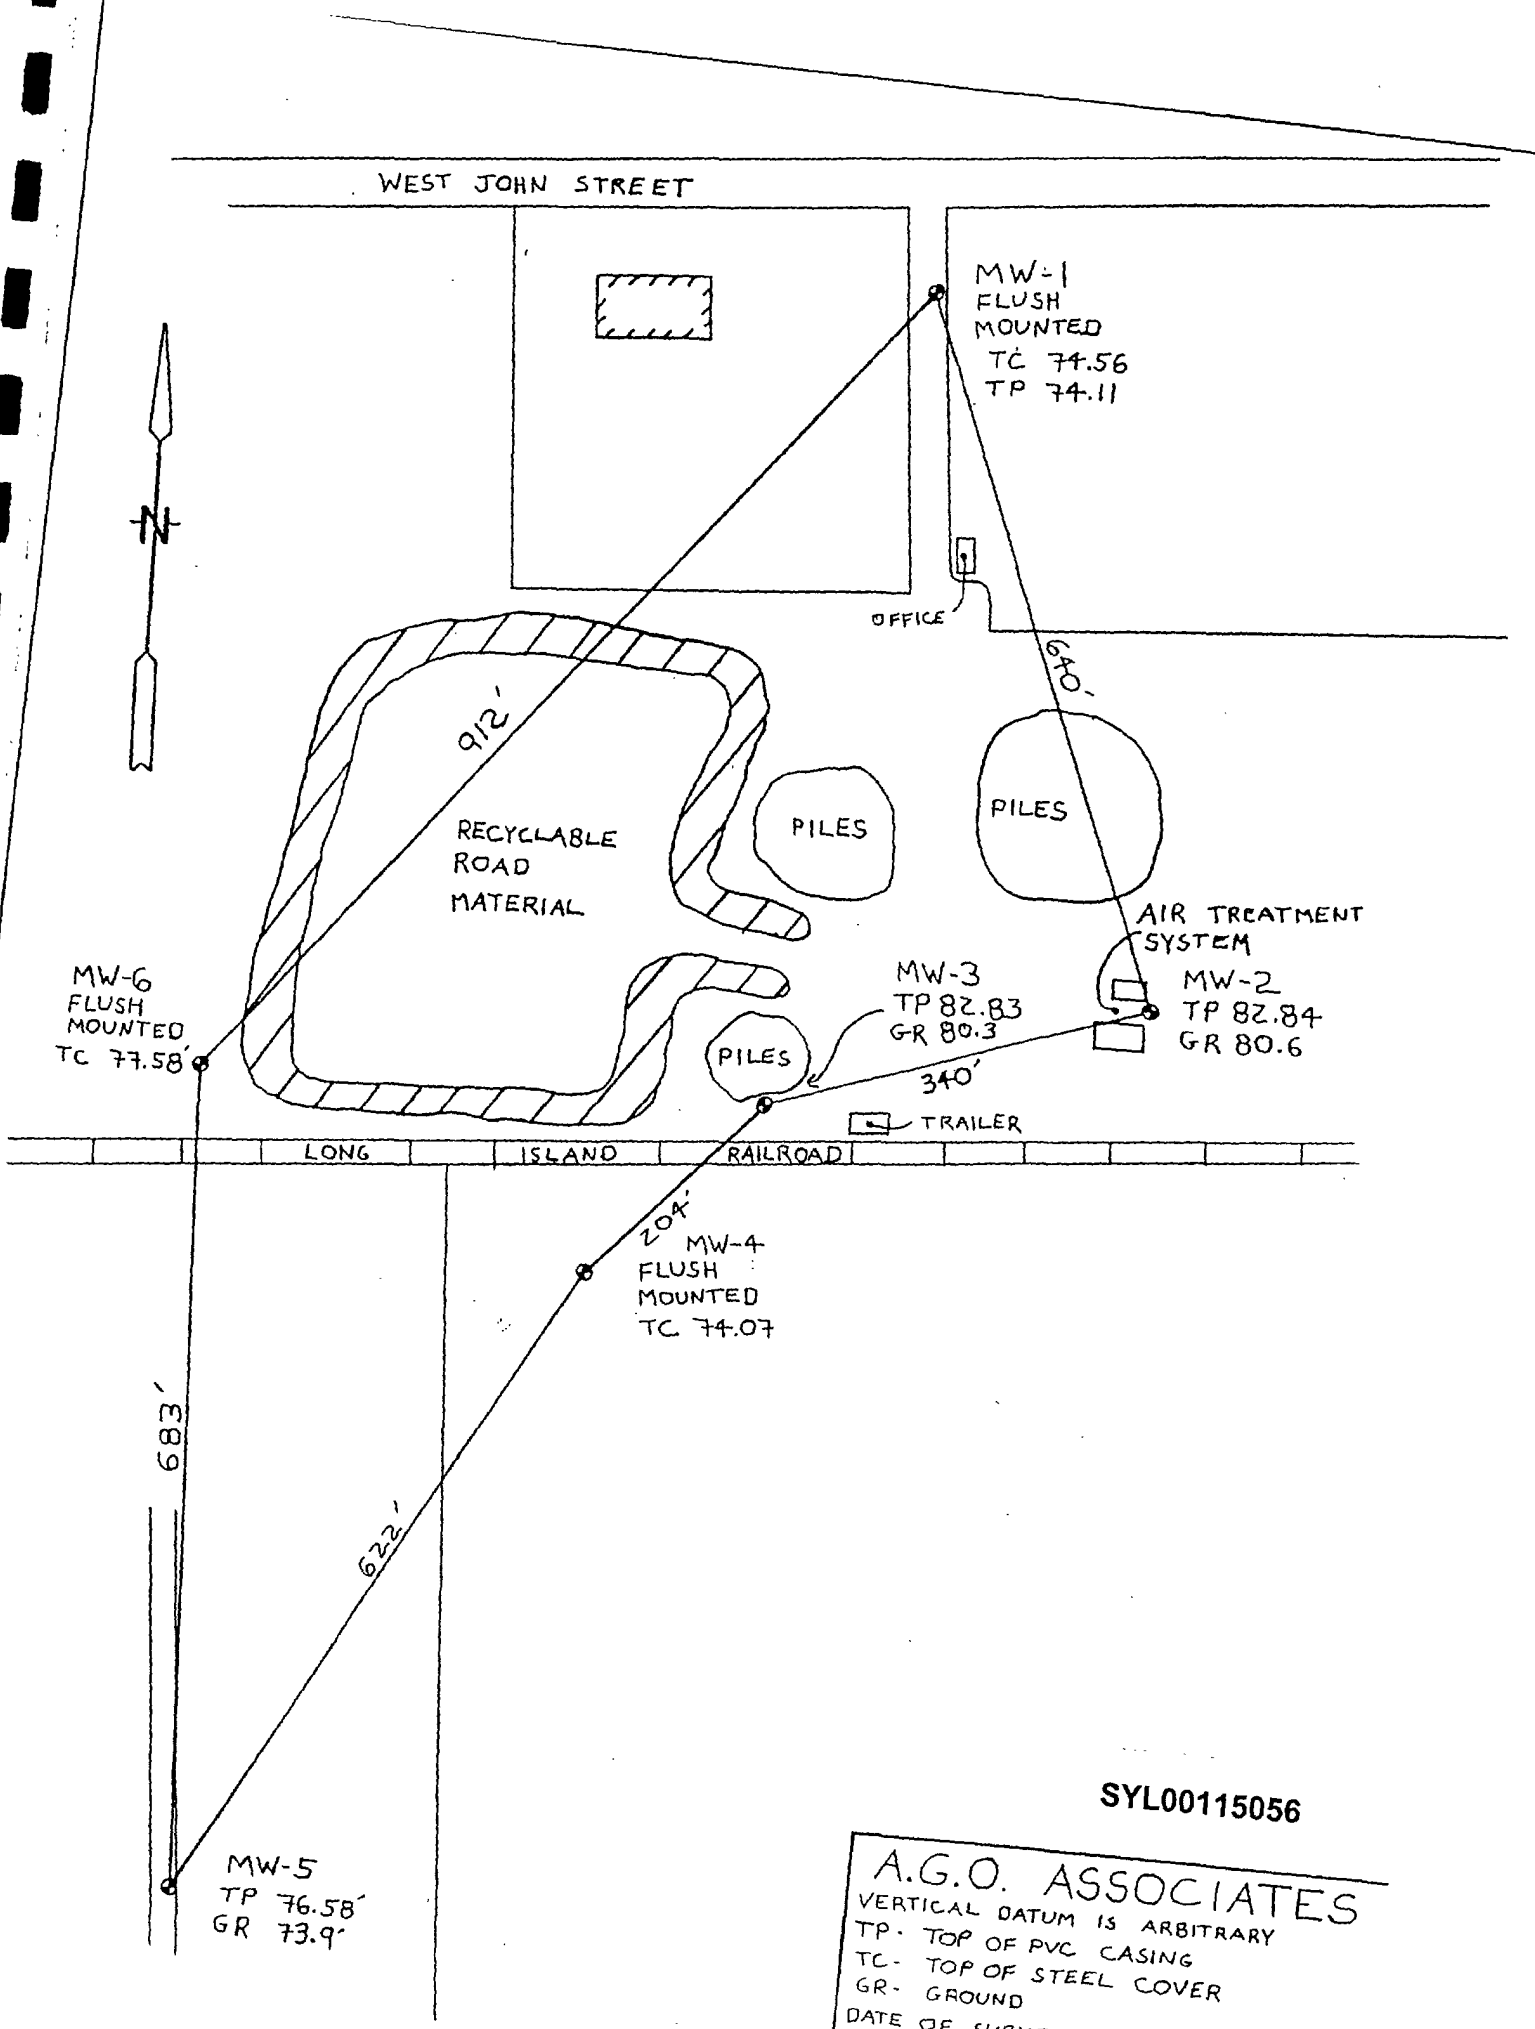 WEST JOHN STREET
MW-1
FLUSH
MOUNTED
TC 74.56
TP 74.11
N
OFFICE
640'
912'
PILES
PILES
RECYCLABLE
ROAD
MATERIAL
AIR TREATMENT
SYSTEM
MW-6
FLUSH
MOUNTED
TC 77.58'
MW-3
TP 82.83
GR 80.3
MW-2
TP 82.84
GR 80.6
PILES
340'
TRAILER
LONG ISLAND RAILROAD
204'
MW-4
FLUSH
MOUNTED
TC 74.07
683'
622'
SYL00115056
MW-5
TP 76.58'
GR 73.9'
A.G.O. ASSOCIATES
VERTICAL DATUM IS ARBITRARY
TP- TOP OF PVC CASING
TC- TOP OF STEEL COVER
GR- GROUND
DATE OF